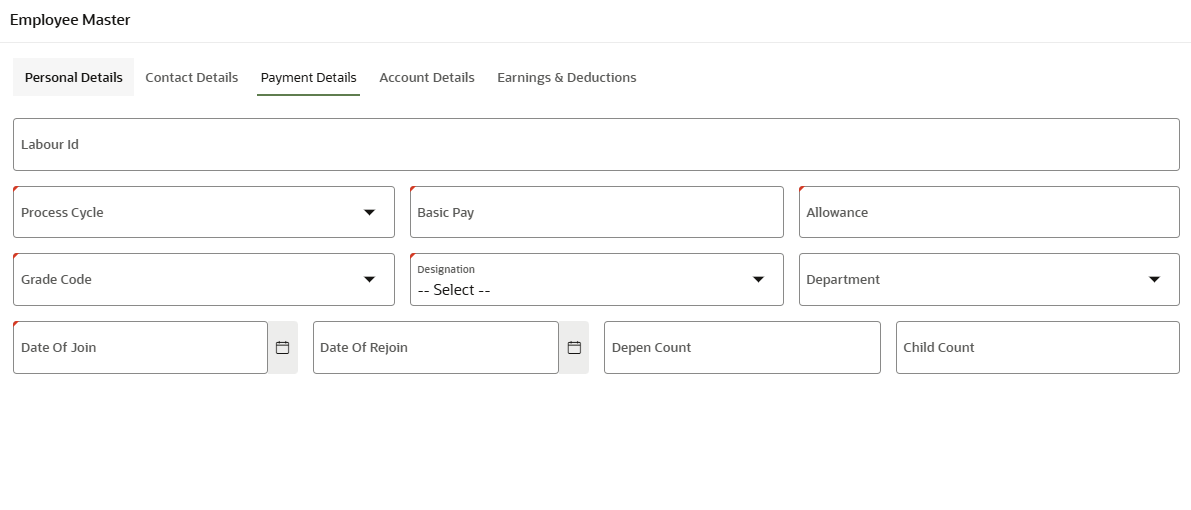 Employee Master
Personal Details Contact Details Payment Details Account Details Earnings & Deductions
Labour Id
Process Cycle Basic Pay Allowance
Grade Code Designation -- Select -- Department
Date Of Join Date Of Rejoin Depen Count Child Count